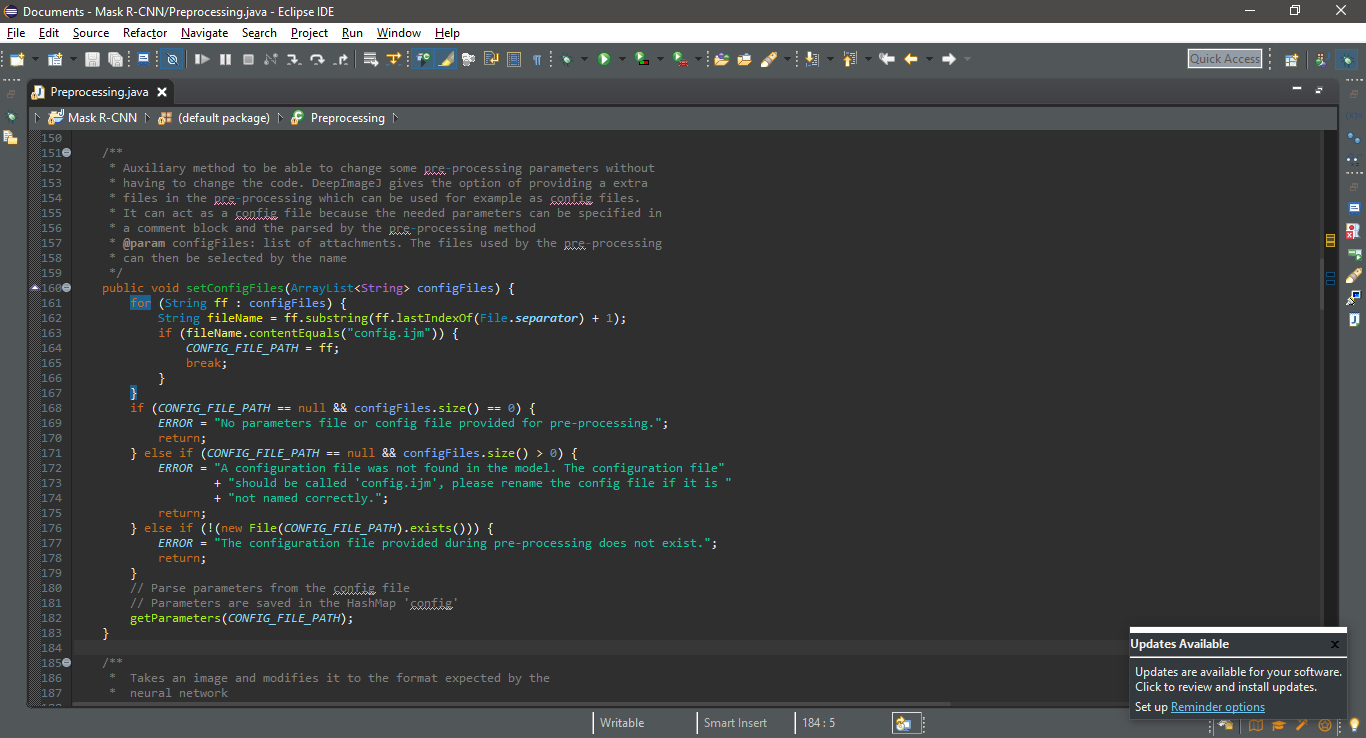 Documents - Mask R-CNN/Preprocessing.java - Eclipse IDE
File Edit Source Refactor Navigate Search Project Run Window Help
Quick Access
Preprocessing.java
Mask R-CNN (default package) Preprocessing
150
151 /**
152 * Auxiliary method to be able to change some pre-processing parameters without
153 * having to change the code. DeepImageJ gives the option of providing a extra
154 * files in the pre-processing which can be used for example as config files.
155 * It can act as a config file because the needed parameters can be specified in
156 * a comment block and the parsed by the pre-processing method
157 * @param configFiles: list of attachments. The files used by the pre-processing
158 * can then be selected by the name
159 */
160 public void setConfigFiles(ArrayList<String> configFiles) {
161 for (String ff : configFiles) {
162 String fileName = ff.substring(ff.lastIndexOf(File.separator) + 1);
163 if (fileName.contentEquals("config.ijm")) {
164 CONFIG_FILE_PATH = ff;
165 break;
166 }
167 }
168 if (CONFIG_FILE_PATH == null && configFiles.size() == 0) {
169 ERROR = "No parameters file or config file provided for pre-processing.";
170 return;
171 } else if (CONFIG_FILE_PATH == null && configFiles.size() > 0) {
172 ERROR = "A configuration file was not found in the model. The configuration file"
173 + "should be called 'config.ijm', please rename the config file if it is "
174 + "not named correctly.";
175 return;
176 } else if (!(new File(CONFIG_FILE_PATH).exists())) {
177 ERROR = "The configuration file provided during pre-processing does not exist.";
178 return;
179 }
180 // Parse parameters from the config file
181 // Parameters are saved in the HashMap 'config'
182 getParameters(CONFIG_FILE_PATH);
183 }
184
185 /**
186 * Takes an image and modifies it to the format expected by the
187 * neural network
Updates Available
Updates are available for your software.
Click to review and install updates.
Set up Reminder options
Writable Smart Insert 184 : 5